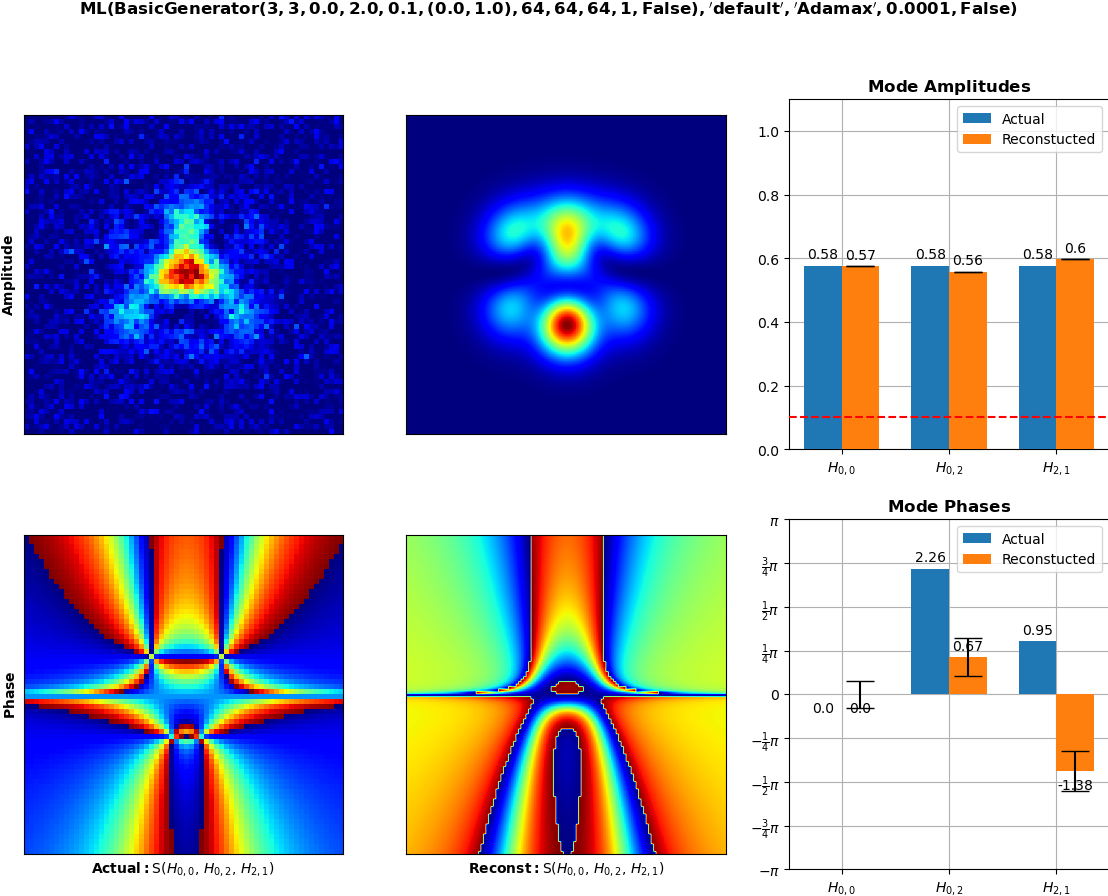 ML(BasicGenerator(3, 3, 0.0, 2.0, 0.1, (0.0, 1.0), 64, 64, 64, 1, False), ′default′, ′Adamax′, 0.0001, False)
Amplitude
Mode Amplitudes
Actual
Reconstucted
1.0
0.8
0.6
0.4
0.2
0.0
0.58 0.57
0.58 0.56
0.58 0.6
H0,0
H0,2
H2,1
Phase
Actual: S(H0,0, H0,2, H2,1)
Reconst: S(H0,0, H0,2, H2,1)
Mode Phases
Actual
Reconstucted
π
3/4π
1/2π
1/4π
0
−1/4π
−1/2π
−3/4π
−π
0.0 -0.0
2.26 0.67
0.95 -1.38
H0,0
H0,2
H2,1